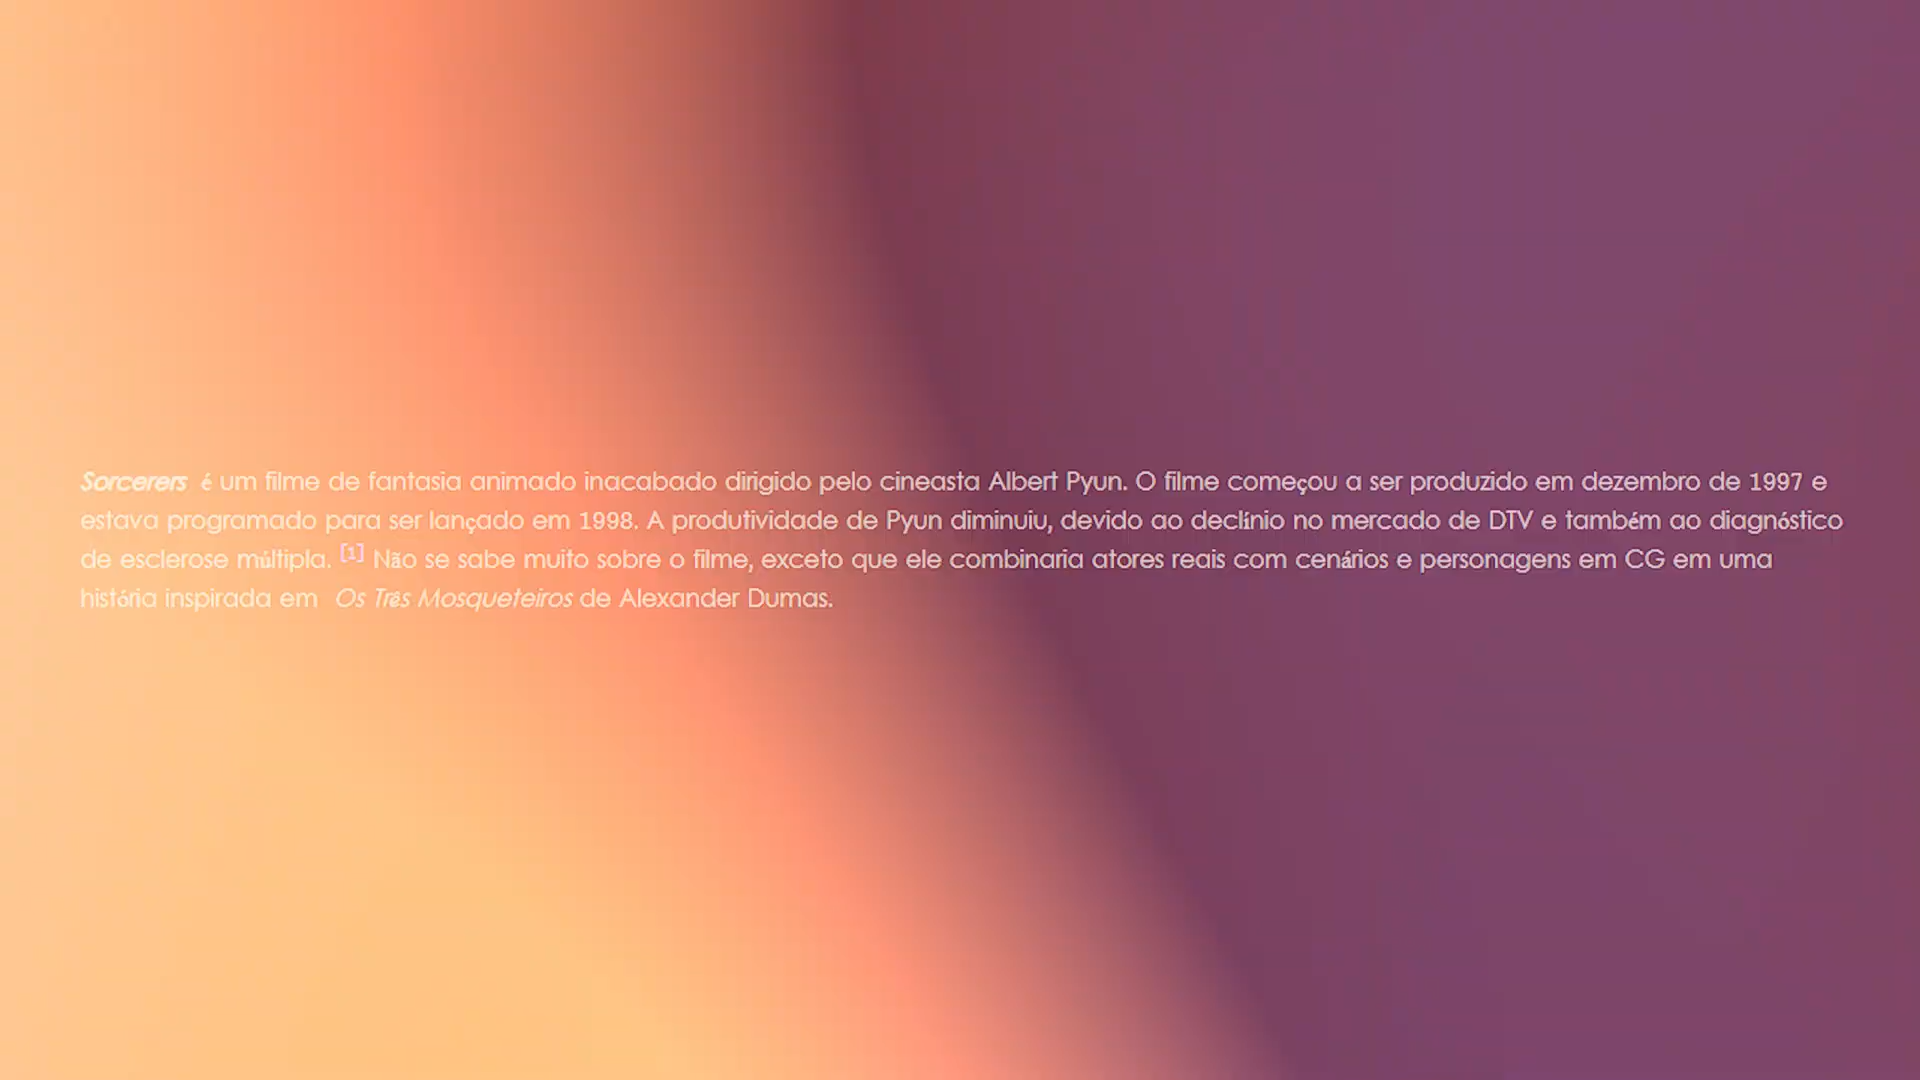 Sorcerers é um filme de fantasia animado inacabado dirigido pelo cineasta Albert Pyun. O filme começou a ser produzido em dezembro de 1997 e
estava programado para ser lançado em 1998. A produtividade de Pyun diminuiu, devido ao declínio no mercado de DTV e também ao diagnóstico
de esclerose múltipla. [1] Não se sabe muito sobre o filme, exceto que ele combinaria atores reais com cenários e personagens em CG em uma
história inspirada em Os Três Mosqueteiros de Alexander Dumas.